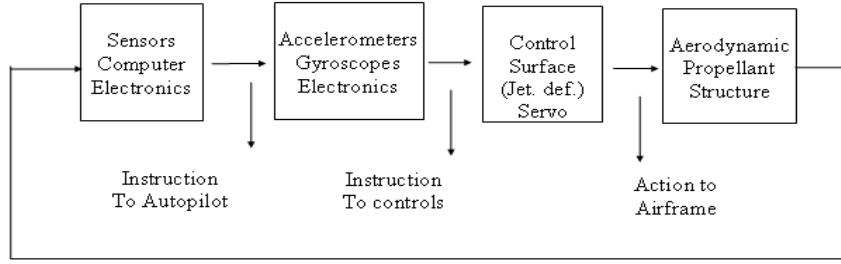 Sensors
Computer
Electronics
Accelerometers
Gyroscopes
Electronics
Control
Surface
(Jet. def.)
Servo
Aerodynamic
Propellant
Structure
Instruction
To Autopilot
Instruction
To controls
Action to
Airframe